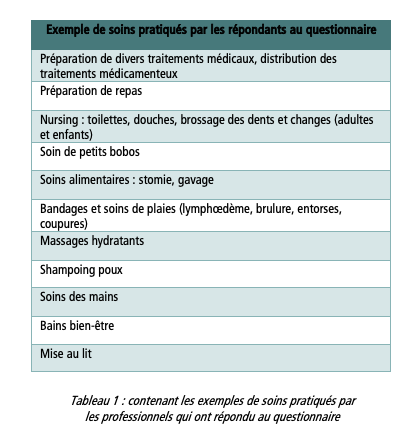 Exemple de soins pratiqués par les répondants au questionnaire
Préparation de divers traitements médicaux, distribution des
traitements médicamenteux
Préparation de repas
Nursing : toilettes, douches, brossage des dents et changes (adultes
et enfants)
Soin de petits bobos
Soins alimentaires : stomie, gavage
Bandages et soins de plaies (lymphœdème, brulure, entorses,
coupures)
Massages hydratants
Shampoing poux
Soins des mains
Bains bien-être
Mise au lit
Tableau 1 : contenant les exemples de soins pratiqués par
les professionnels qui ont répondu au questionnaire